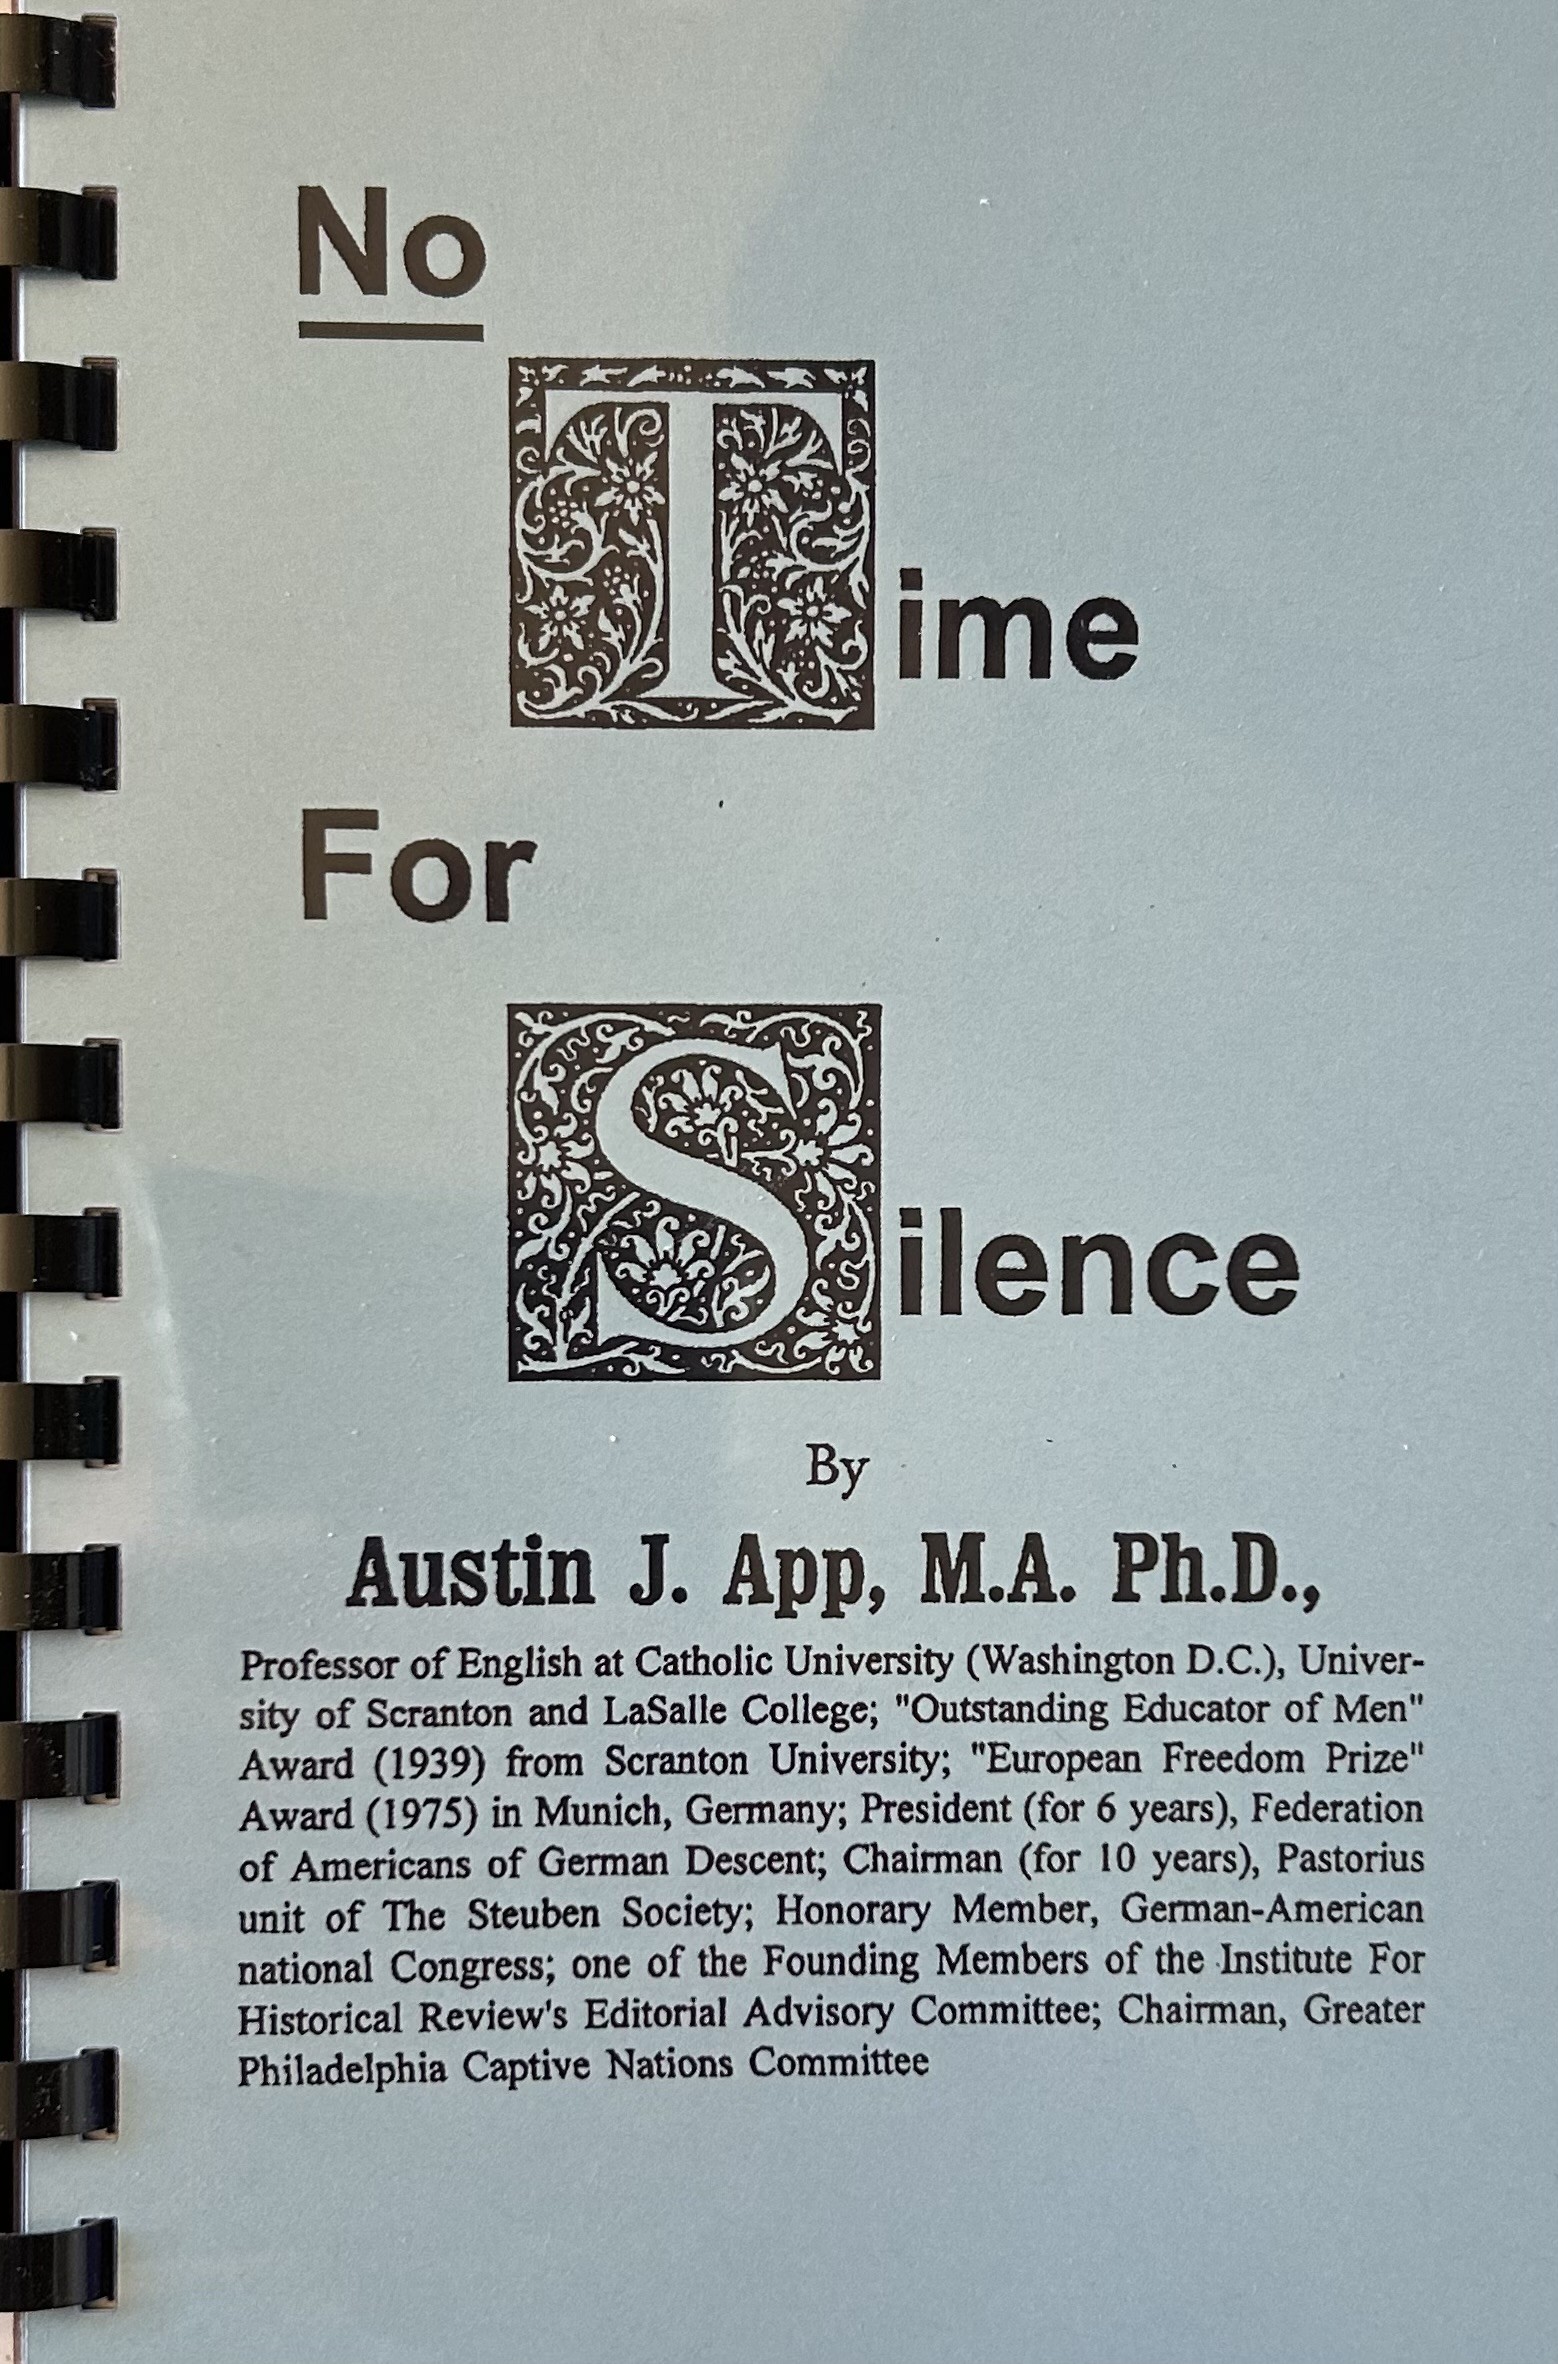 No
Time
For
Silence
By
Austin J. App, M.A. Ph.D.,
Professor of English at Catholic University (Washington D.C.), Univer-
sity of Scranton and LaSalle College; "Outstanding Educator of Men"
Award (1939) from Scranton University; "European Freedom Prize"
Award (1975) in Munich, Germany; President (for 6 years), Federation
of Americans of German Descent; Chairman (for 10 years), Pastorius
unit of The Steuben Society; Honorary Member, German-American
national Congress; one of the Founding Members of the Institute For
Historical Review's Editorial Advisory Committee; Chairman, Greater
Philadelphia Captive Nations Committee